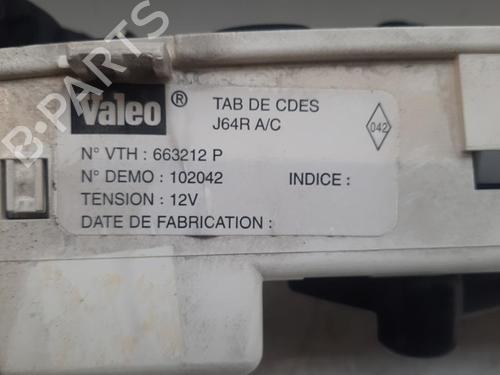 Valeo ® TAB DE CDES
J64R A/C
042
N° VTH : 663212 P
N° DEMO : 102042 INDICE :
TENSION : 12V
DATE DE FABRICATION :
B-PARTS